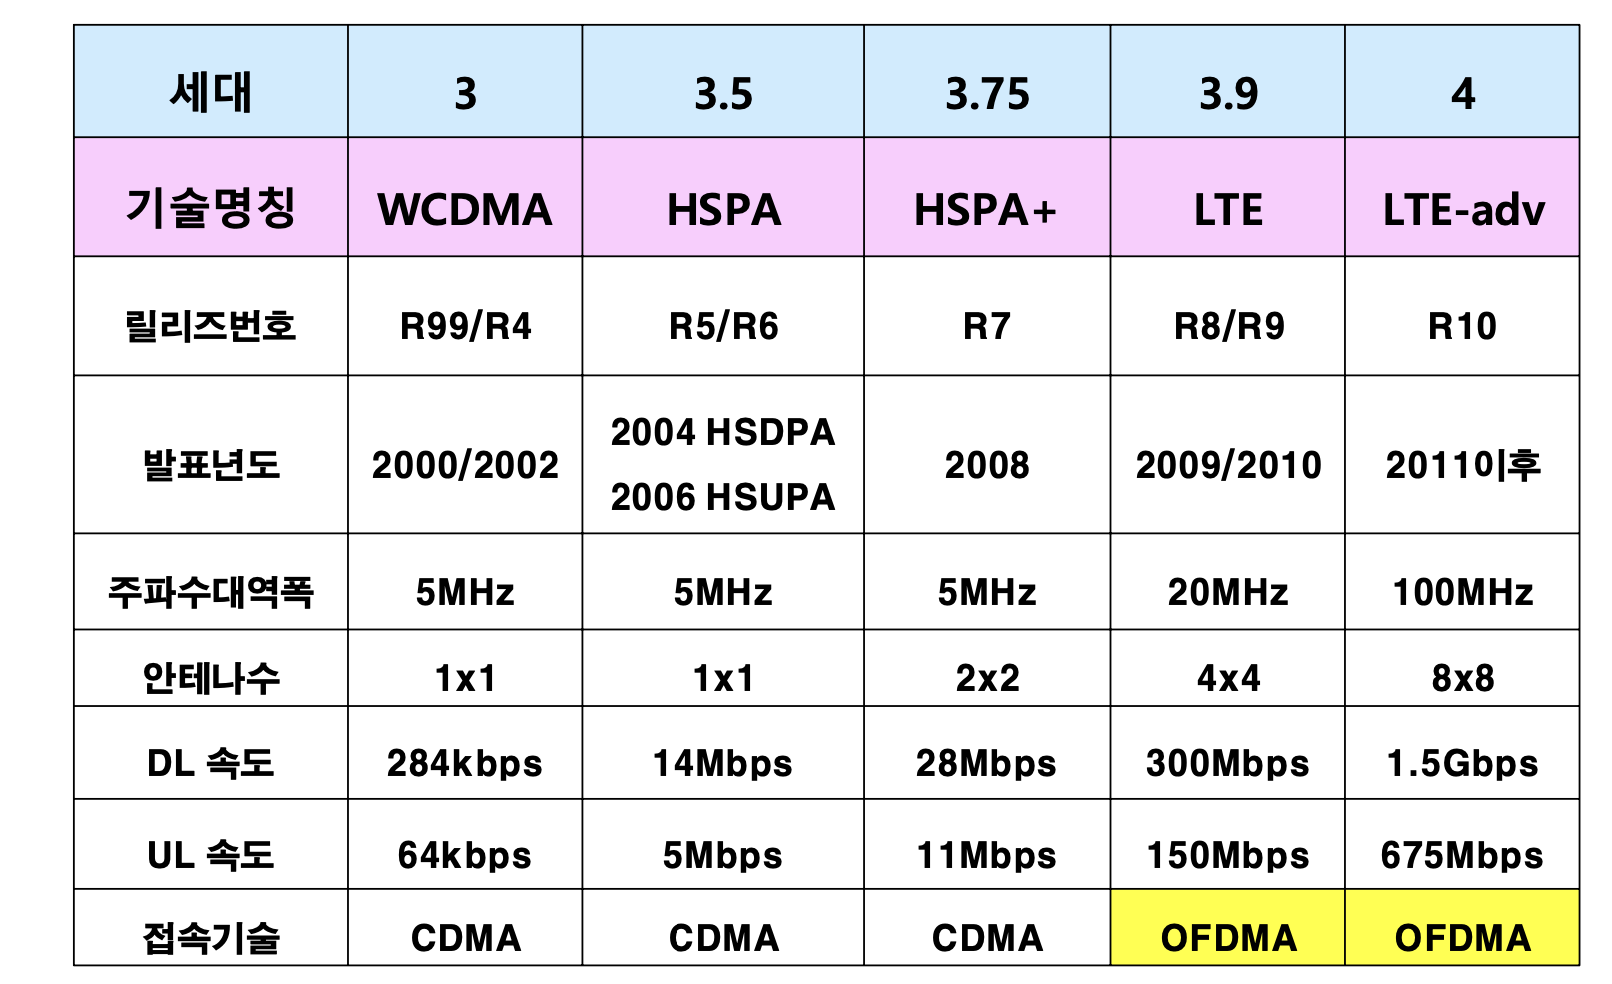 세대 3 3.5 3.75 3.9 4
기술명칭 WCDMA HSPA HSPA+ LTE LTE-adv
릴리즈번호 R99/R4 R5/R6 R7 R8/R9 R10
발표년도 2000/2002 2004 HSDPA 2008 2009/2010 20110이후
2006 HSUPA
주파수대역폭 5MHz 5MHz 5MHz 20MHz 100MHz
안테나수 1x1 1x1 2x2 4x4 8x8
DL 속도 284kbps 14Mbps 28Mbps 300Mbps 1.5Gbps
UL 속도 64kbps 5Mbps 11Mbps 150Mbps 675Mbps
접속기술 CDMA CDMA CDMA OFDMA OFDMA